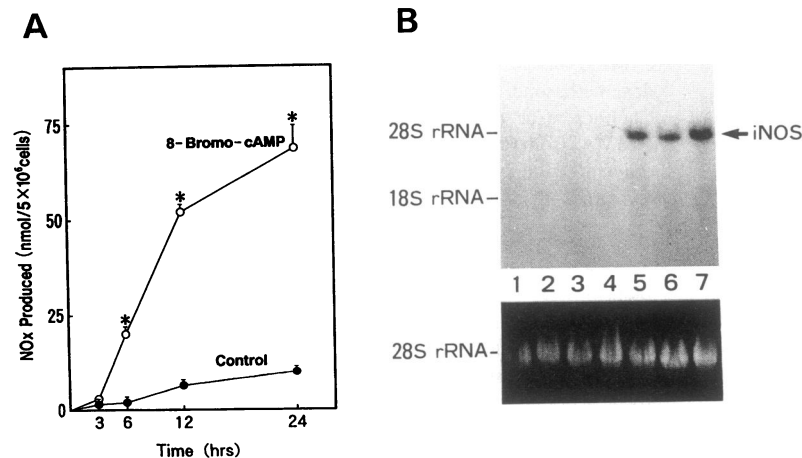 A
NOx Produced (nmol/5×10⁶cells)
75
50
25
0
8-Bromo-cAMP
*
*
*
Control
3 6 12 24
Time (hrs)
B
28S rRNA-
iNOS
18S rRNA-
1 2 3 4 5 6 7
28S rRNA-